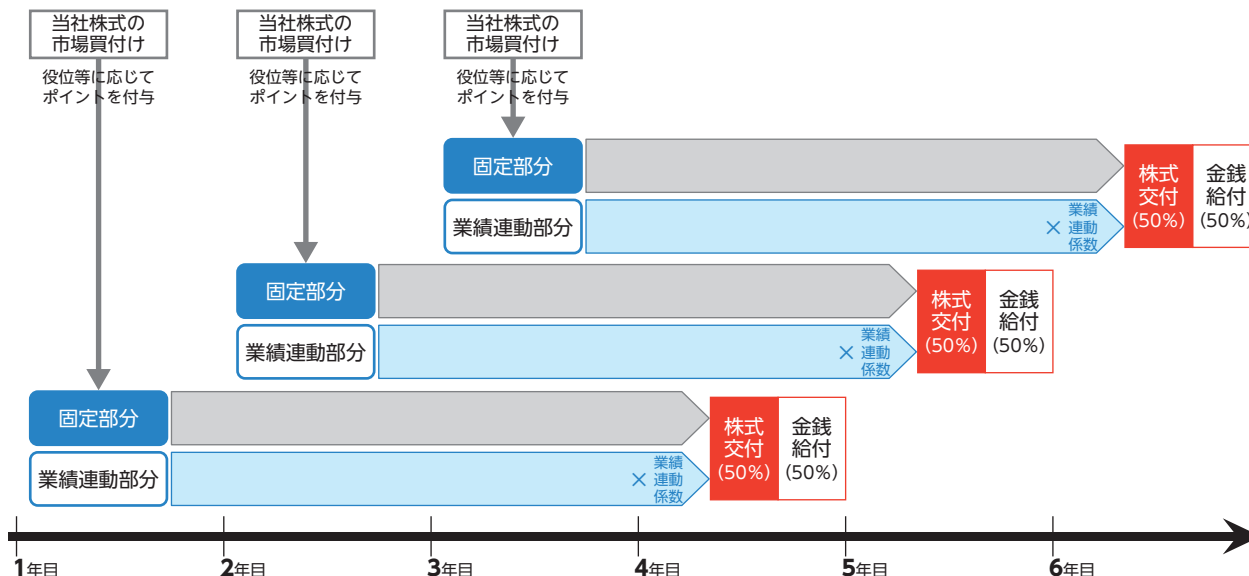 当社株式の
市場買付け
役位等に応じて
ポイントを付与
当社株式の
市場買付け
役位等に応じて
ポイントを付与
当社株式の
市場買付け
役位等に応じて
ポイントを付与
固定部分
業績連動部分
×
業績
連動
係数
株式
交付
(50%)
金銭
給付
(50%)
固定部分
業績連動部分
×
業績
連動
係数
株式
交付
(50%)
金銭
給付
(50%)
固定部分
業績連動部分
×
業績
連動
係数
株式
交付
(50%)
金銭
給付
(50%)
1年目
2年目
3年目
4年目
5年目
6年目